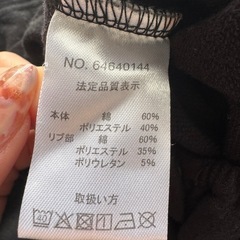 NO. 64640144
法定品質表示
本体 綿 60%
ポリエステル 40%
リブ部 綿 60%
ポリエステル 35%
ポリウレタン 5%
取扱い方
40